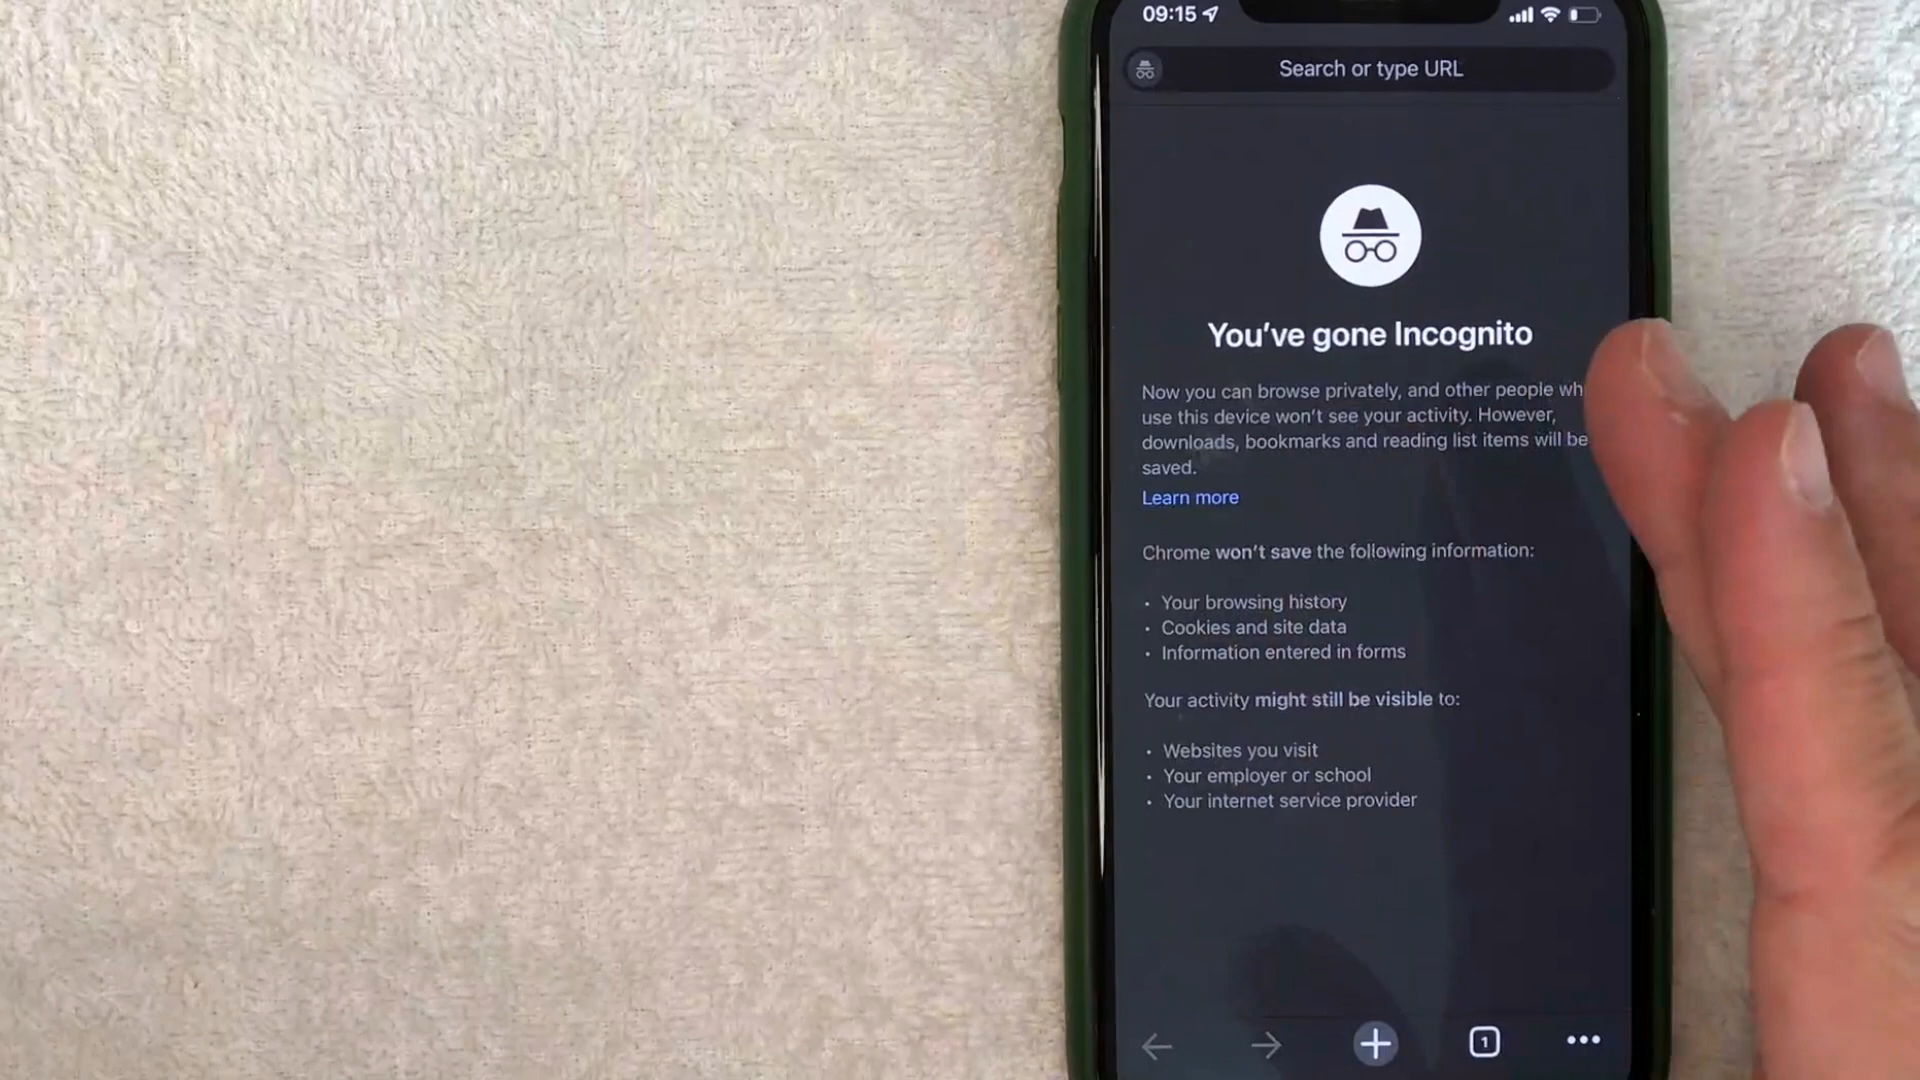 09:15
Search or type URL
You've gone Incognito
Now you can browse privately, and other people wh
use this device won't see your activity. However,
downloads, bookmarks and reading list items will be
saved.
Learn more
Chrome won't save the following information:
• Your browsing history
• Cookies and site data
• Information entered in forms
Your activity might still be visible to:
• Websites you visit
• Your employer or school
• Your internet service provider
1